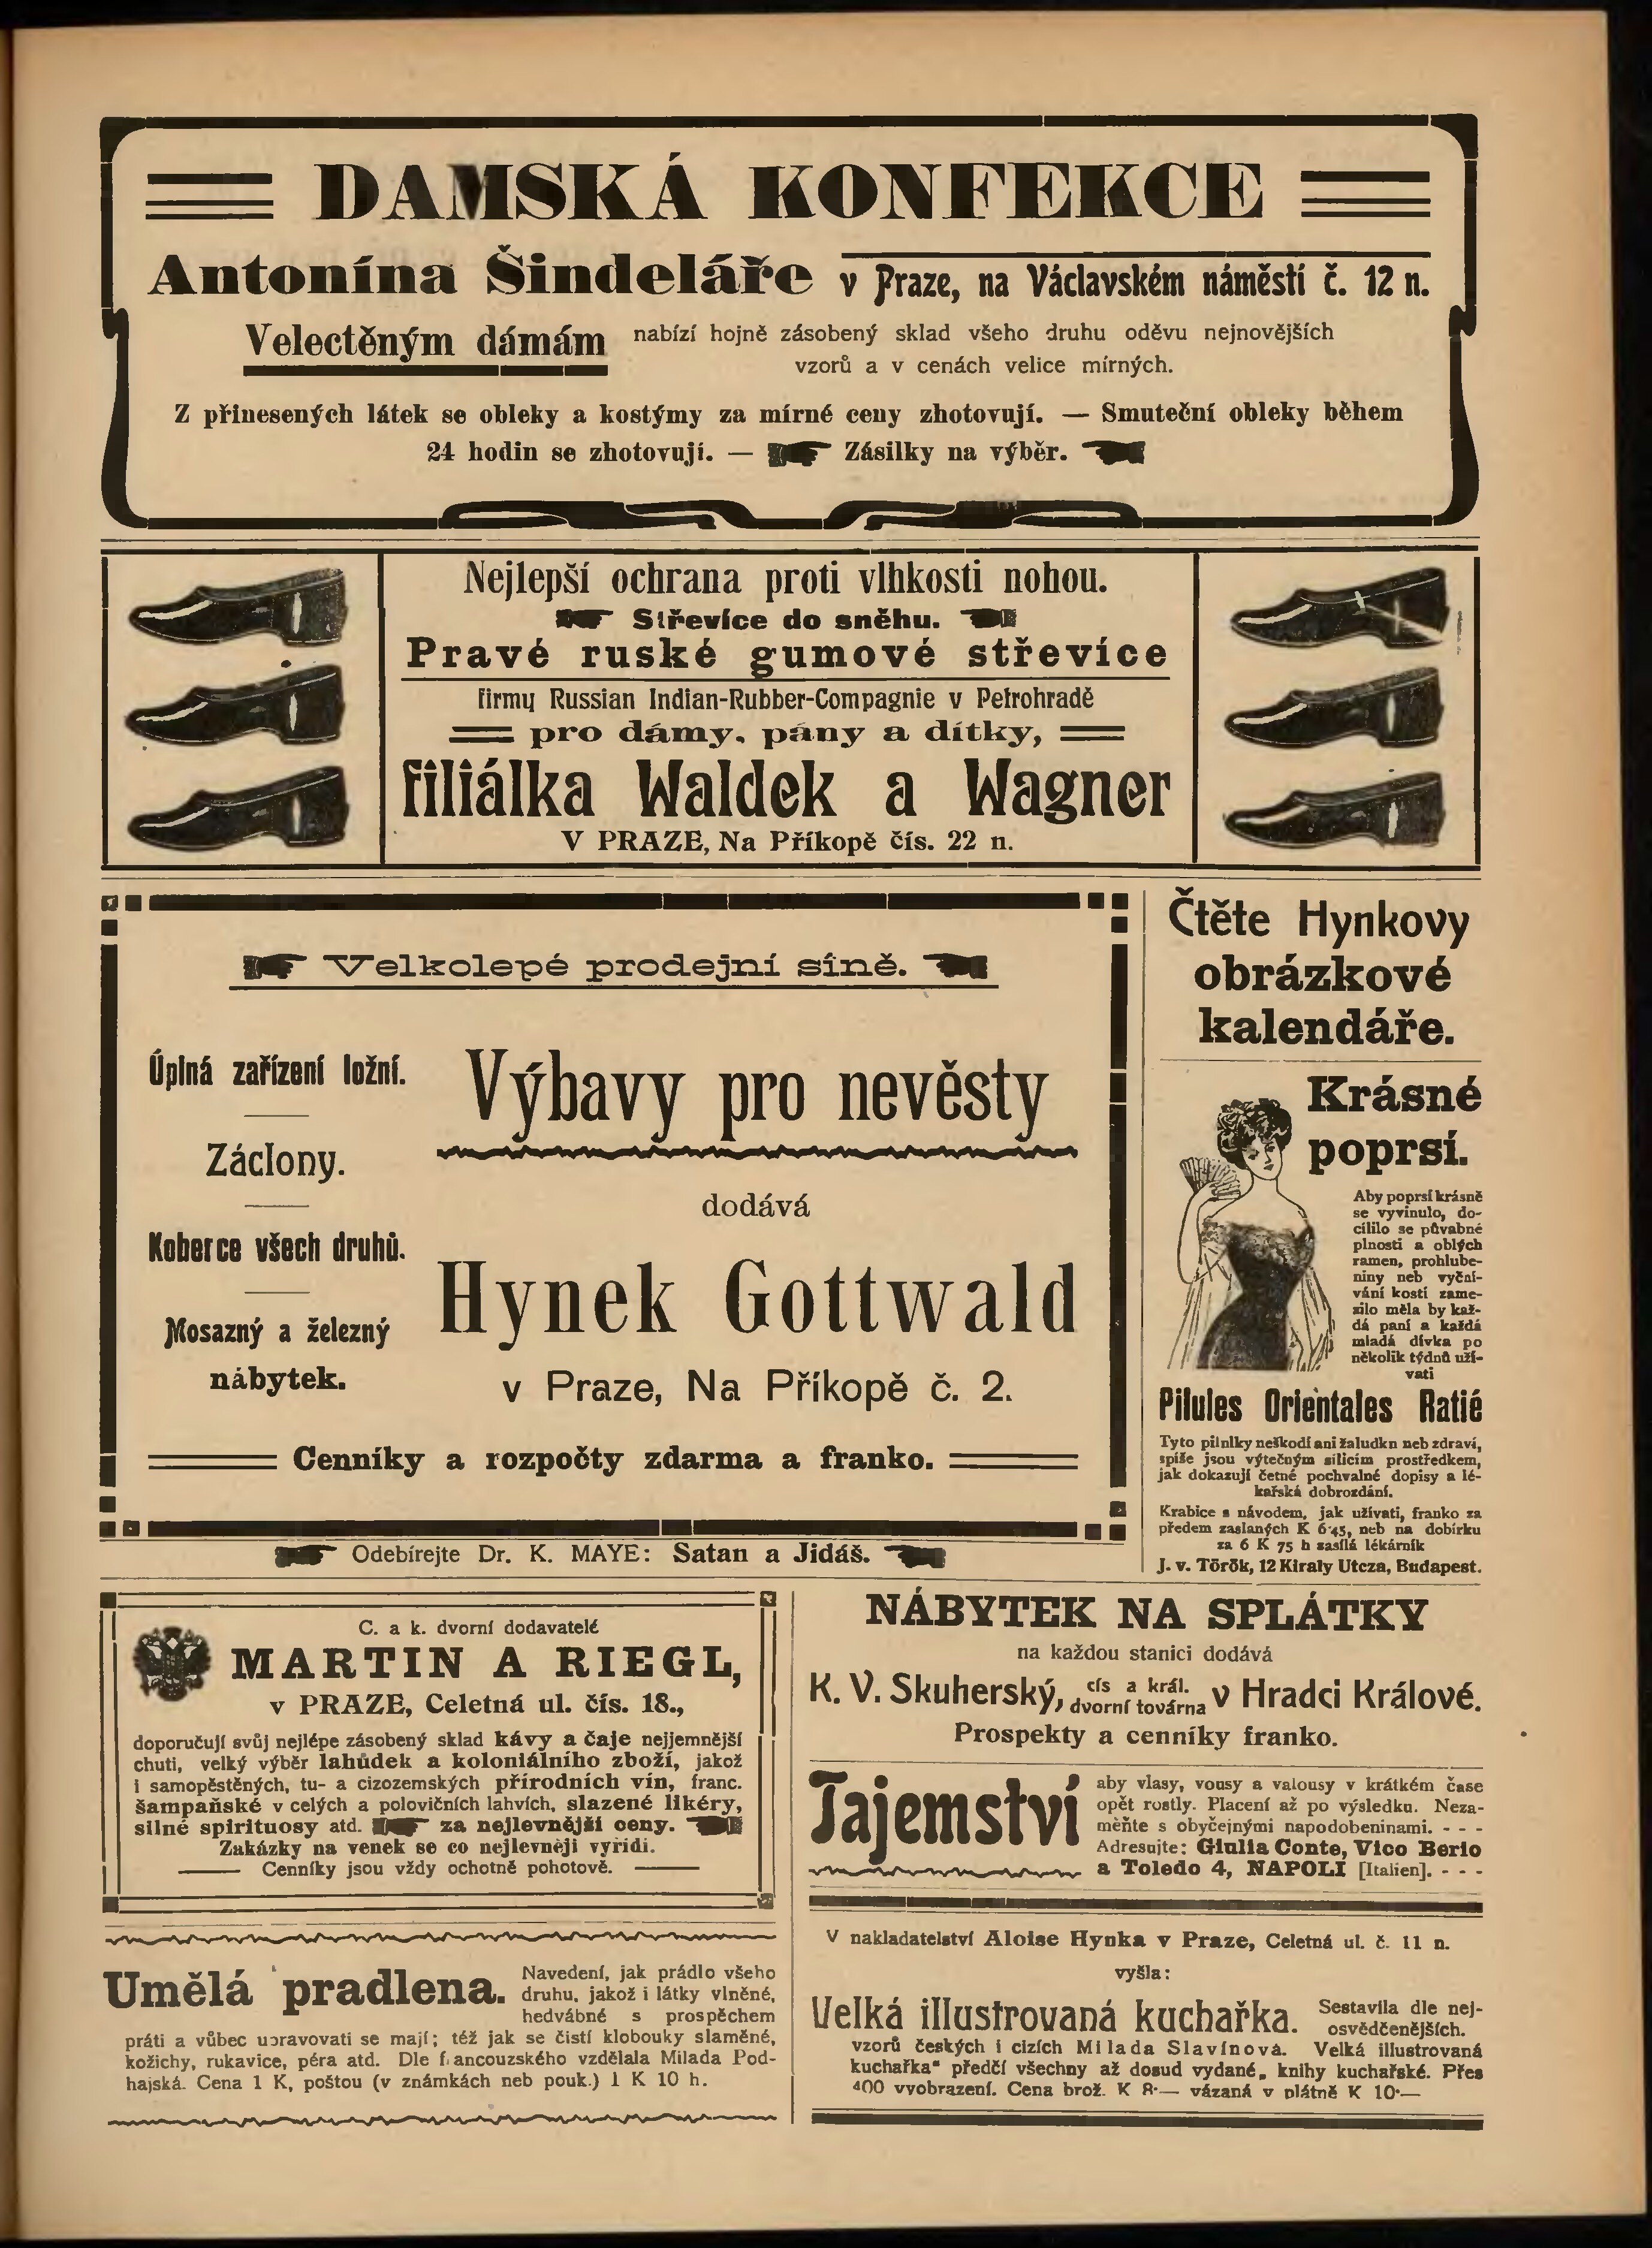 DAMSKÁ KONFEKCE
Antonína Šindeláře v Praze, na Václavském náměstí č. 12 n.
Velectěným dámám nabízí hojně zásobený sklad všeho druhu oděvu nejnovějších
vzorů a v cenách velice mírných.
Z přinesených látek se obleky a kostýmy za mírné ceny zhotovují. — Smuteční obleky během
24 hodin se zhotovují. — Zásilky na výběr.
Nejlepší ochrana proti vlhkosti nohou.
Střevíce do sněhu.
Pravé ruské gumové střevíce
firmy Russian Indian-Rubber-Compagnie v Petrohradě
pro dámy, pány a dítky,
filiálka Waldek a Wagner
V PRAZE, Na Příkopě čís. 22 n.
Velkolepé prodejní síně.
Úplná zařízení ložní.
Záclony.
Koberce všech druhů.
Mosazný a železný
nábytek.
Výbavy pro nevěsty
dodává
Hynek Gottwald
v Praze, Na Příkopě č. 2.
Cenníky a rozpočty zdarma a franko.
Odebírejte Dr. K. MAYE: Satan a Jidáš.
Čtěte Hynkovy
obrázkové
kalendáře.
Krásné
poprsí.
Aby poprsí krásně
se vyvinulo, do-
cílilo se půvabné
plnosti a oblých
ramen, prohlube-
niny neb vyční-
vání kostí zame-
zilo měla by kaž-
dá paní a každá
mladá dívka po
několik týdnů uží-
vati
Pilules Orientales Ratié
Tyto pilulky neškodí ani žaludku neb zdraví,
spíše jsou výtečným sílicím prostředkem,
jak dokazují četné pochvalné dopisy a lé-
kařská dobrozdání.
Krabice s návodem, jak užívati, franko za
předem zaslaných K 6·45, neb na dobírku
za 6 K 75 h zasílá lékárník
J. v. Török, 12 Kiraly Utcza, Budapest.
C. a k. dvorní dodavatelé
MARTIN A RIEGL,
v PRAZE, Celetná ul. čís. 18.,
doporučují svůj nejlépe zásobený sklad kávy a čaje nejjemnější
chuti, velký výběr lahůdek a koloniálního zboží, jakož
i samopěstěných, tu- a cizozemských přírodních vín, franc.
šampaňské v celých a polovičních lahvích, slazené likéry,
silné spirituosy atd. za nejlevnější ceny.
Zakázky na venek se co nejlevněji vyřídí.
Cenníky jsou vždy ochotně pohotově.
NÁBYTEK NA SPLÁTKY
na každou stanici dodává
K. V. Skuherský, cís a král. dvorní továrna v Hradci Králové.
Prospekty a cenníky franko.
Tajemství
aby vlasy, vousy a valousy v krátkém čase
opět rostly. Placení až po výsledku. Neza-
měňte s obyčejnými napodobeninami. - - -
Adresujte: Giulia Conte, Vico Berio
a Toledo 4, NAPOLI [Italien]. - - -
Umělá pradlena. Navedení, jak prádlo všeho
druhu, jakož i látky vlněné,
hedvábné s prospěchem
práti a vůbec upravovati se mají; též jak se čistí klobouky slaměné,
kožichy, rukavice, péra atd. Dle francouzského vzdělala Milada Pod-
hajská. Cena 1 K, poštou (v známkách neb pouk.) 1 K 10 h.
V nakladatelství Aloise Hynka v Praze, Celetná ul. č. 11 n.
vyšla:
Velká illustrovaná kuchařka. Sestavila dle nej-
osvědčenějších.
vzorů českých i cizích Milada Slavínová. Velká illustrovaná
kuchařka" předčí všechny až dosud vydané„ knihy kuchařské. Přes
400 vyobrazení. Cena brož. K 8·— vázaná v plátně K 10·—